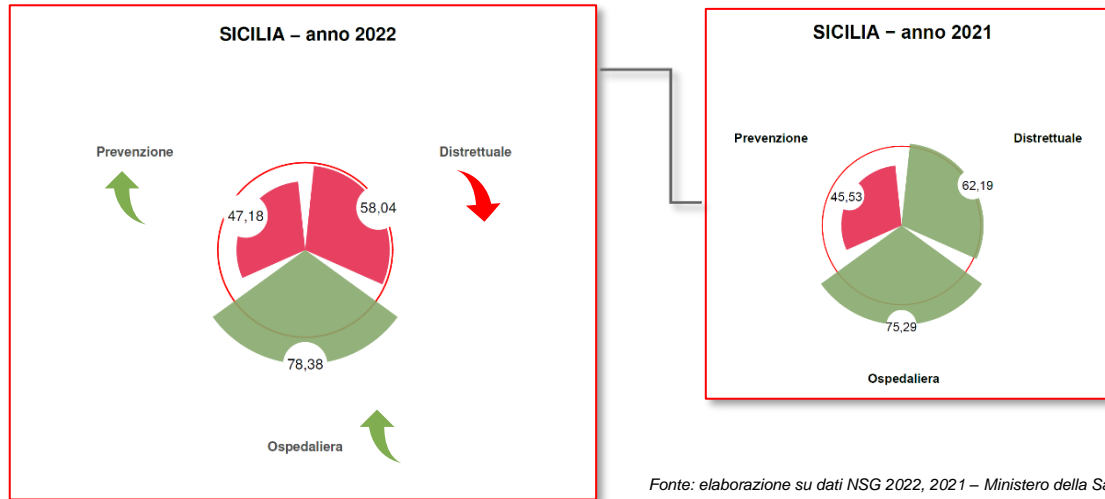 SICILIA – anno 2022
Prevenzione
Distrettuale
47,18
58,04
78,38
Ospedaliera
SICILIA – anno 2021
Prevenzione
Distrettuale
45,53
62,19
75,29
Ospedaliera
Fonte: elaborazione su dati NSG 2022, 2021 – Ministero della